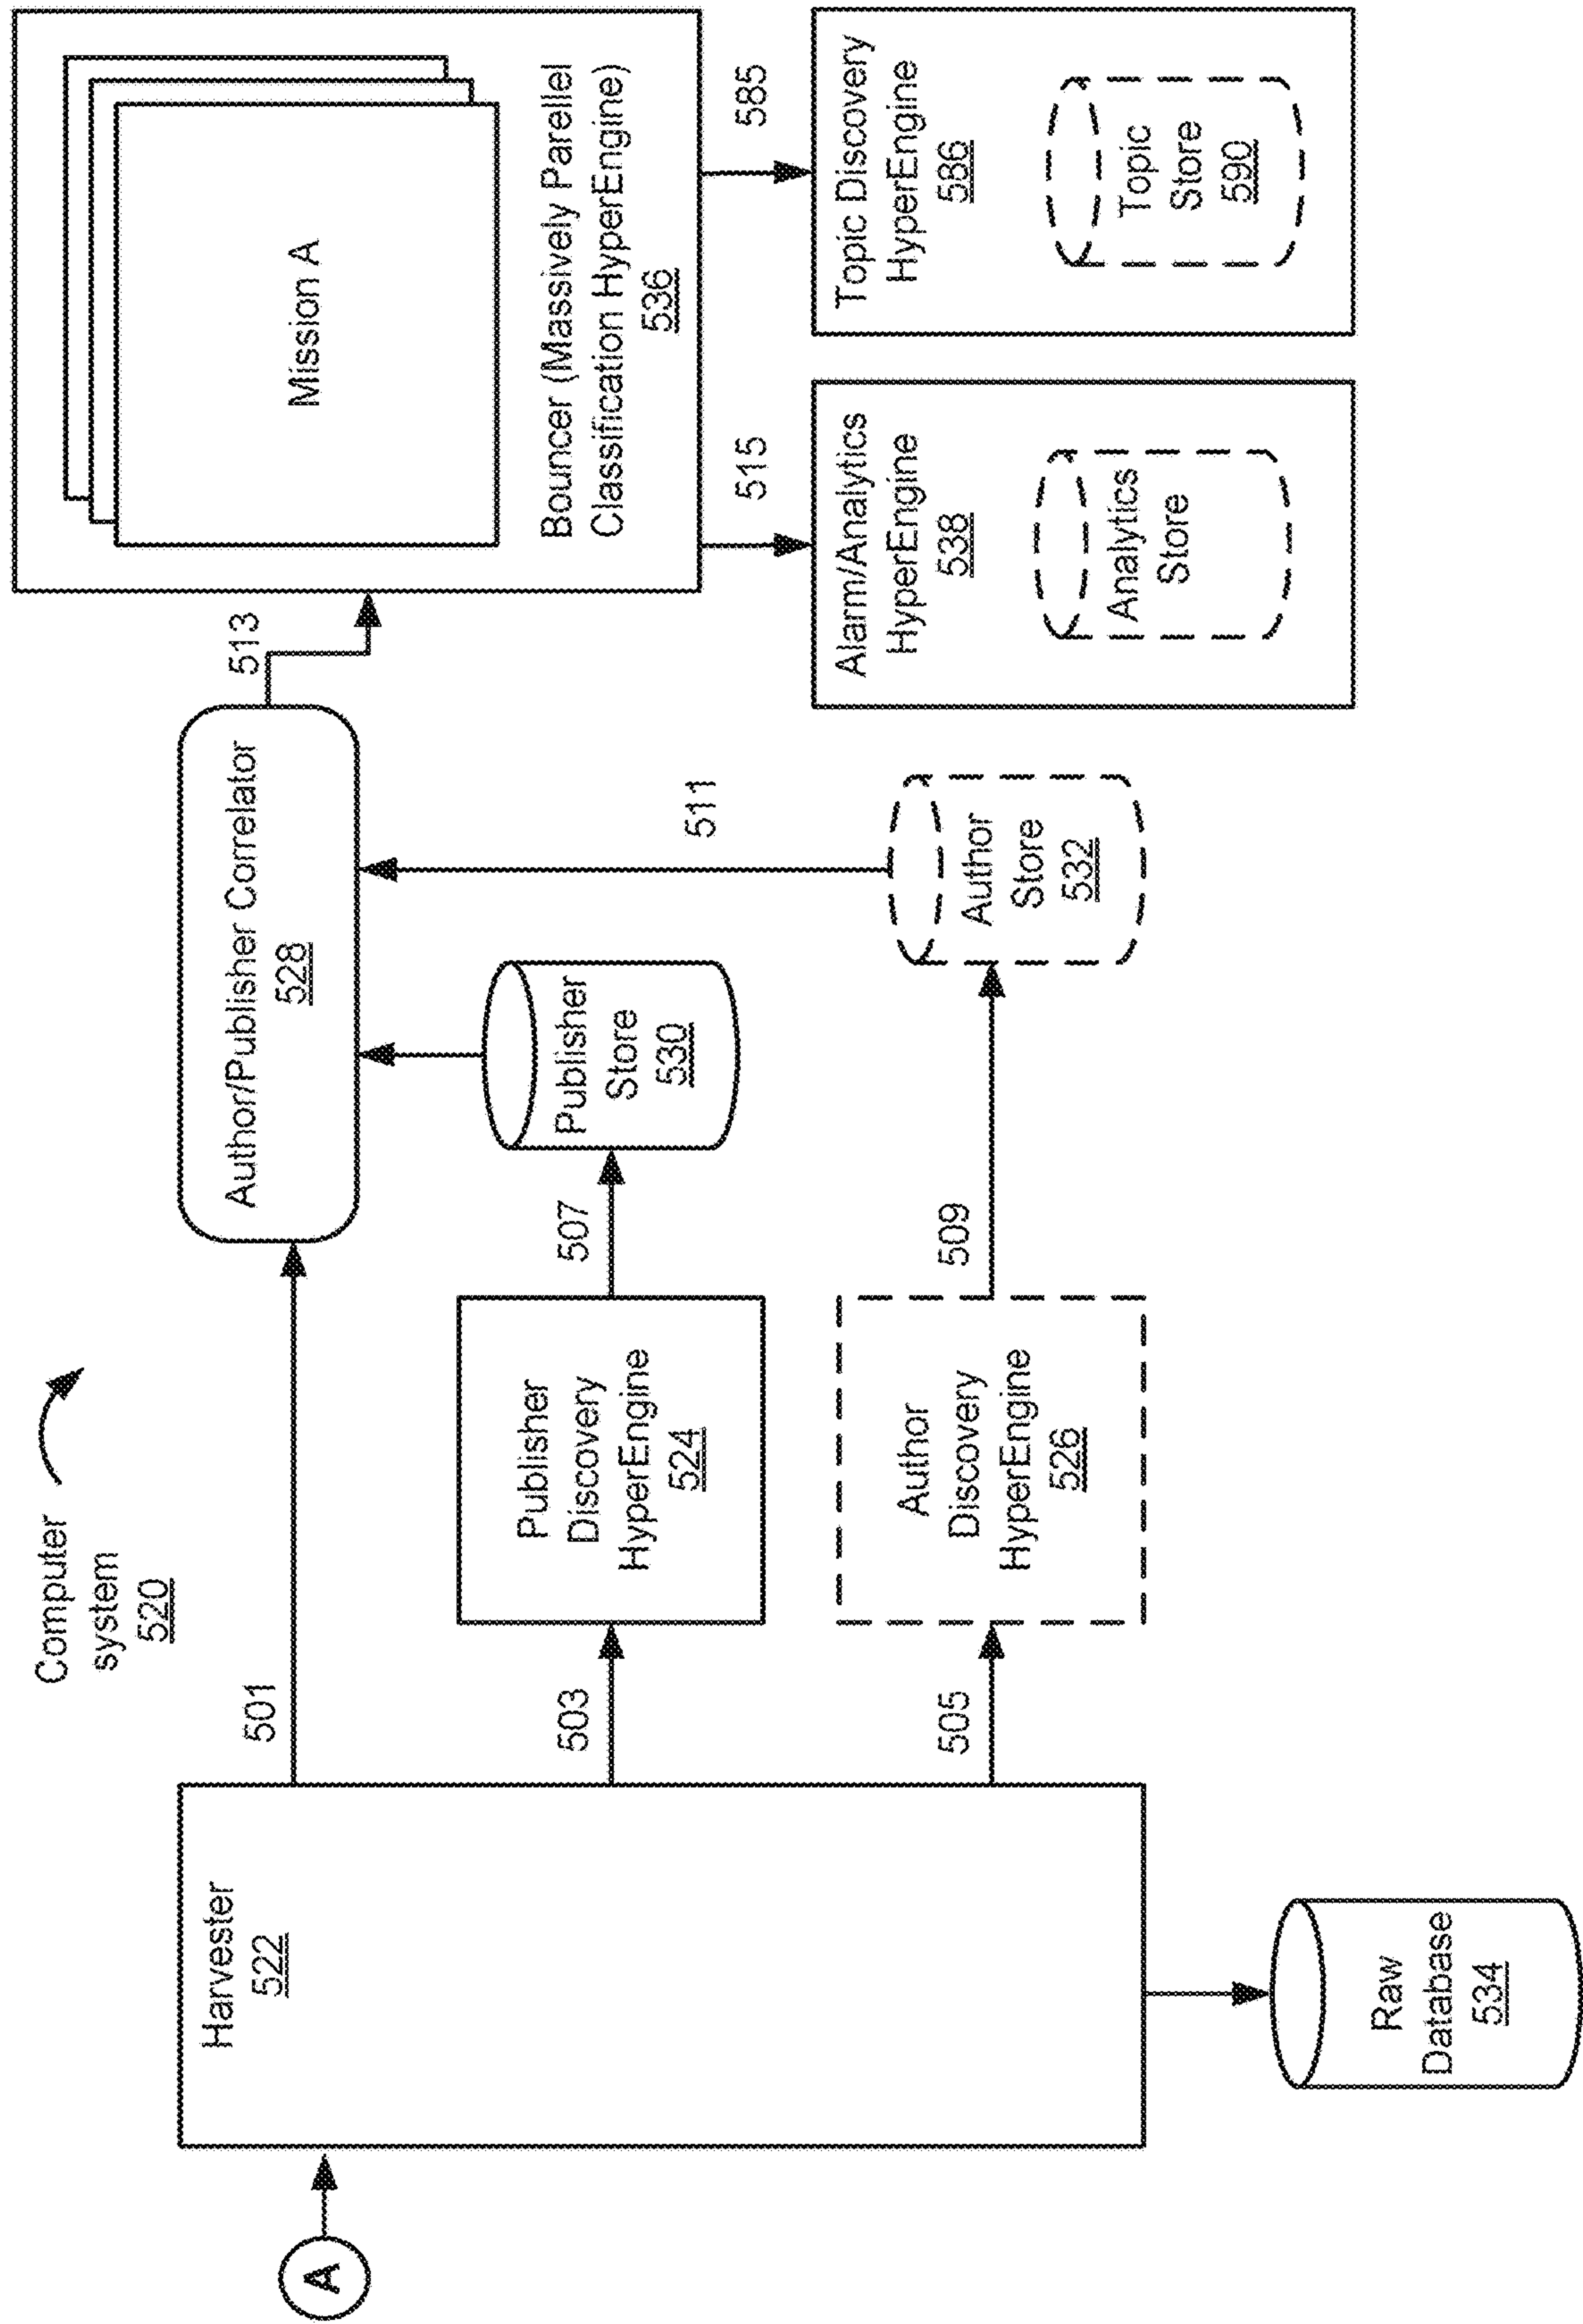 Computer
system
520
A
Harvester
522
Raw
Database
534
501
503
505
Publisher
Discovery
HyperEngine
524
Author
Discovery
HyperEngine
526
507
509
Author/Publisher Correlator
528
Publisher
Store
530
Author
Store
532
511
513
Mission A
Bouncer (Massively Parellel
Classification HyperEngine)
536
515
585
Alarm/Analytics
HyperEngine
538
Analytics
Store
Topic Discovery
HyperEngine
586
Topic
Store
590